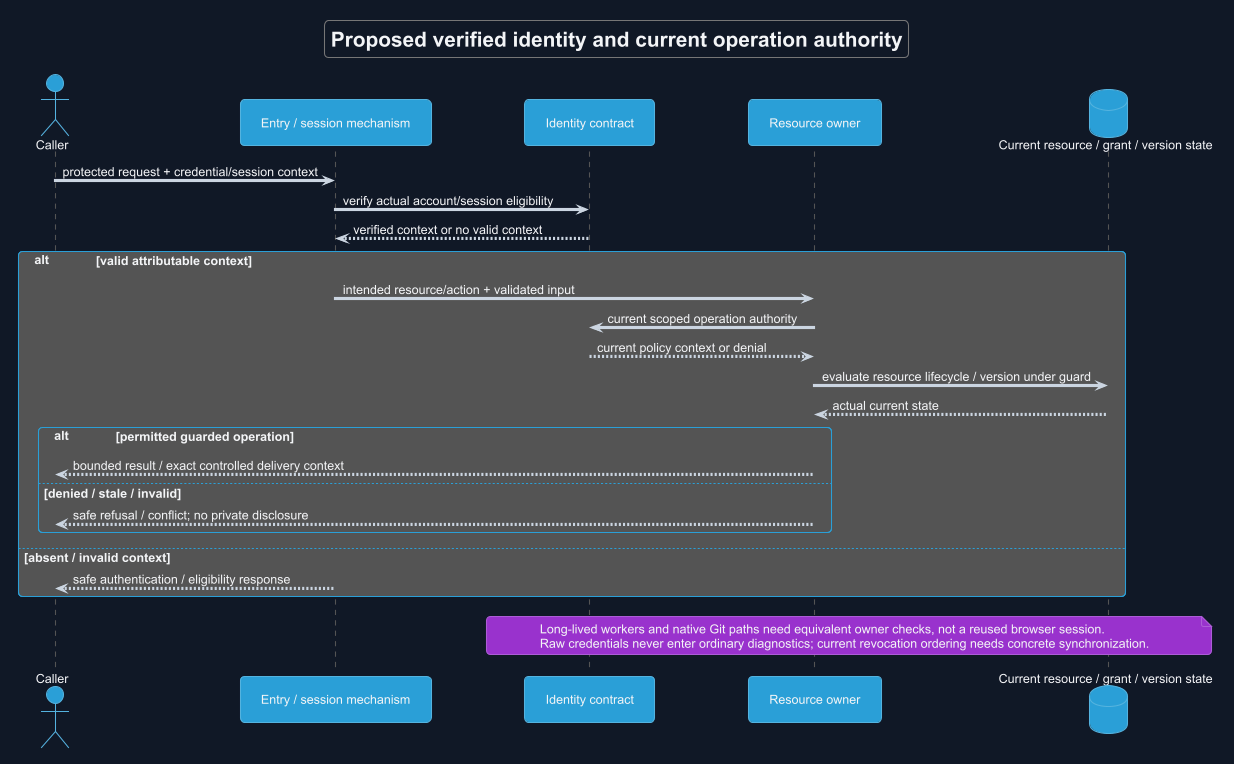 Proposed verified identity and current operation authority
Caller
Entry / session mechanism
Identity contract
Resource owner
Current resource / grant / version state
protected request + credential/session context
verify actual account/session eligibility
verified context or no valid context
alt [valid attributable context]
intended resource/action + validated input
current scoped operation authority
current policy context or denial
evaluate resource lifecycle / version under guard
actual current state
alt [permitted guarded operation]
bounded result / exact controlled delivery context
[denied / stale / invalid]
safe refusal / conflict; no private disclosure
[absent / invalid context]
safe authentication / eligibility response
Long-lived workers and native Git paths need equivalent owner checks, not a reused browser session.
Raw credentials never enter ordinary diagnostics; current revocation ordering needs concrete synchronization.
Caller
Entry / session mechanism
Identity contract
Resource owner
Current resource / grant / version state